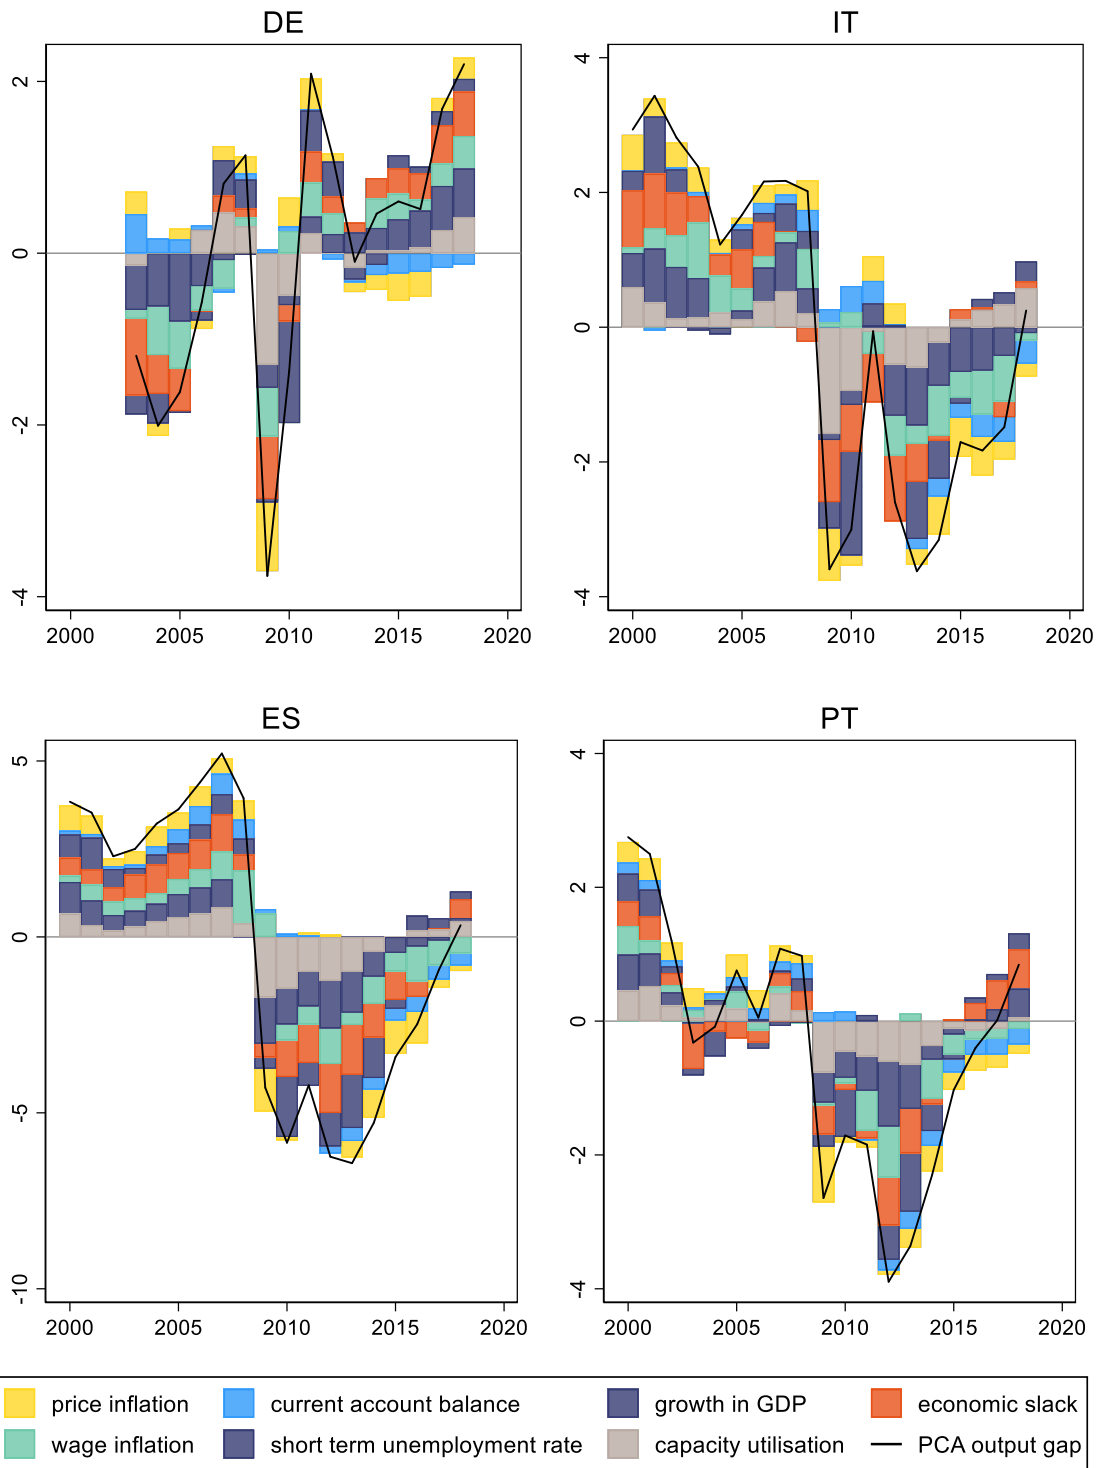 DE
IT
2
0
-2
-4
2000 2005 2010 2015 2020
4
2
0
-2
-4
2000 2005 2010 2015 2020
ES
PT
5
0
-5
-10
2000 2005 2010 2015 2020
4
2
0
-2
-4
2000 2005 2010 2015 2020
price inflation current account balance growth in GDP economic slack
wage inflation short term unemployment rate capacity utilisation PCA output gap